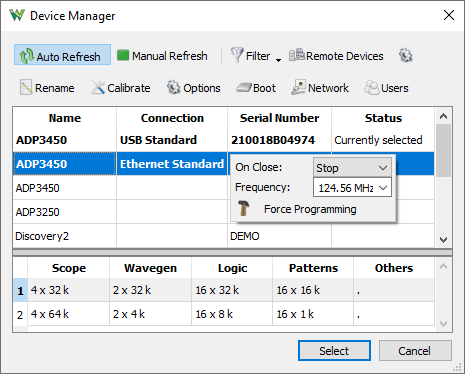 Device Manager
Auto Refresh Manual Refresh Filter Remote Devices
Rename Calibrate Options Boot Network Users
Name Connection Serial Number Status
ADP3450 USB Standard 210018B04974 Currently selected
ADP3450 Ethernet Standard
On Close: Stop
ADP3450
Frequency: 124.56 MHz
ADP3250
Force Programming
Discovery2 DEMO
Scope Wavegen Logic Patterns Others
1 4 x 32 k 2 x 32 k 16 x 32 k 16 x 16 k .
2 4 x 64 k 2 x 4 k 16 x 8 k 16 x 1 k .
Select Cancel